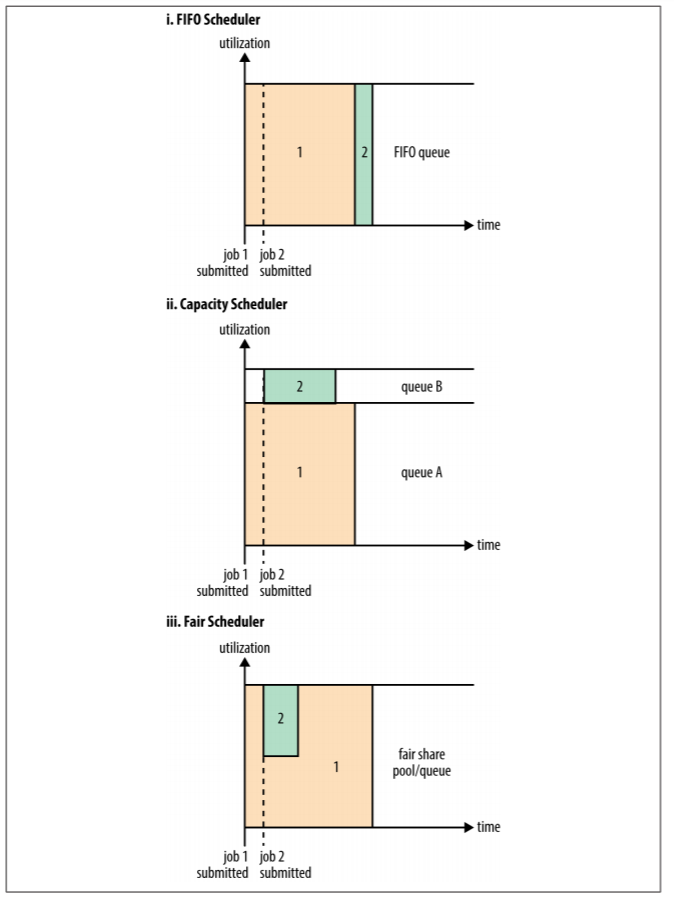 i. FIFO Scheduler
utilization
1
2
FIFO queue
time
job 1 job 2
submitted submitted
ii. Capacity Scheduler
utilization
2
queue B
1
queue A
time
job 1 job 2
submitted submitted
iii. Fair Scheduler
utilization
2
1
fair share
pool/queue
time
job 1 job 2
submitted submitted